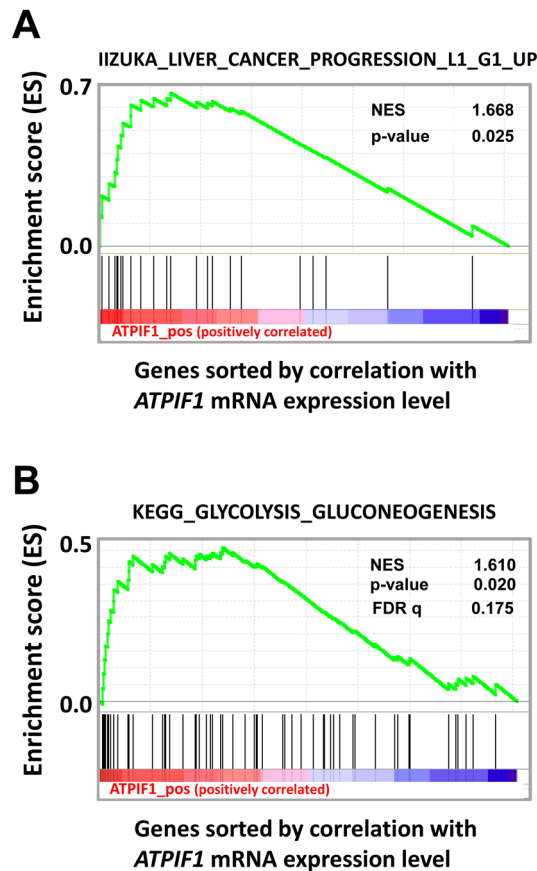 A
IIZUKA_LIVER_CANCER_PROGRESSION_L1_G1_UP
Enrichment score (ES)
0.7
0.0
NES 1.668
p-value 0.025
ATPIF1_pos (positively correlated)
Genes sorted by correlation with
ATPIF1 mRNA expression level
B
KEGG_GLYCOLYSIS_GLUCONEOGENESIS
Enrichment score (ES)
0.5
0.0
NES 1.610
p-value 0.020
FDR q 0.175
ATPIF1_pos (positively correlated)
Genes sorted by correlation with
ATPIF1 mRNA expression level